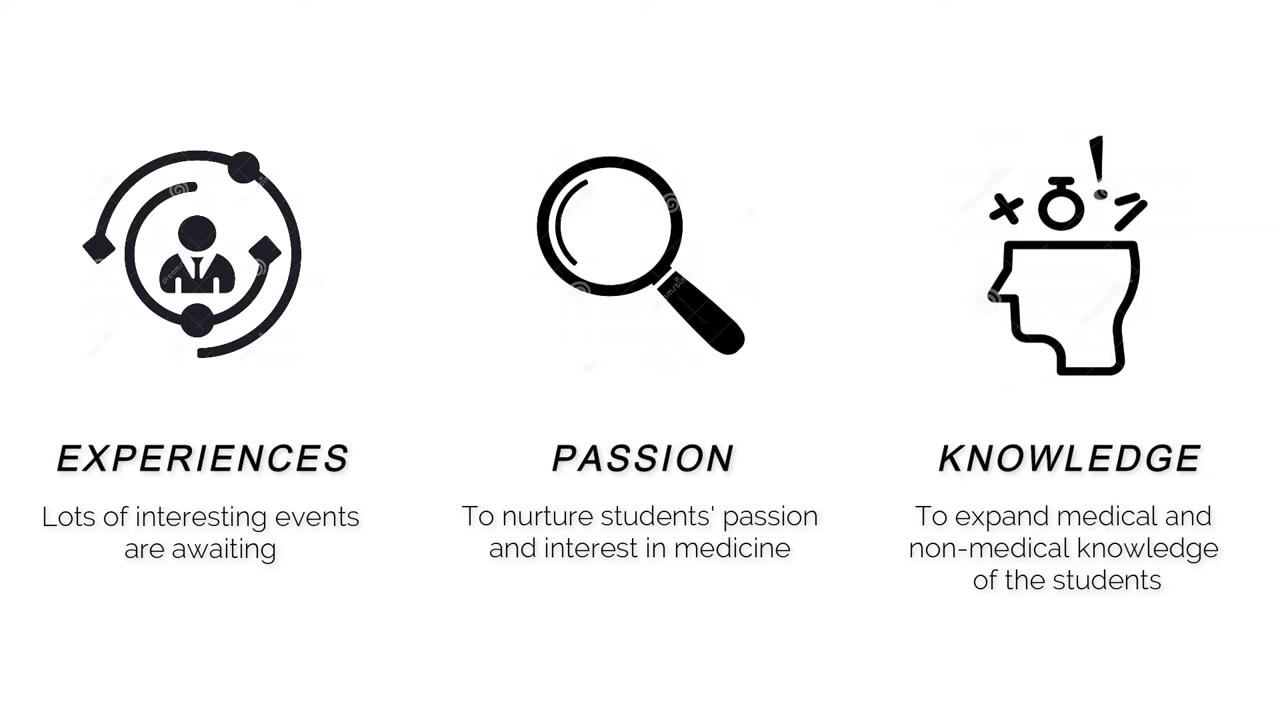 EXPERIENCES
Lots of interesting events
are awaiting
PASSION
To nurture students' passion
and interest in medicine
KNOWLEDGE
To expand medical and
non-medical knowledge
of the students